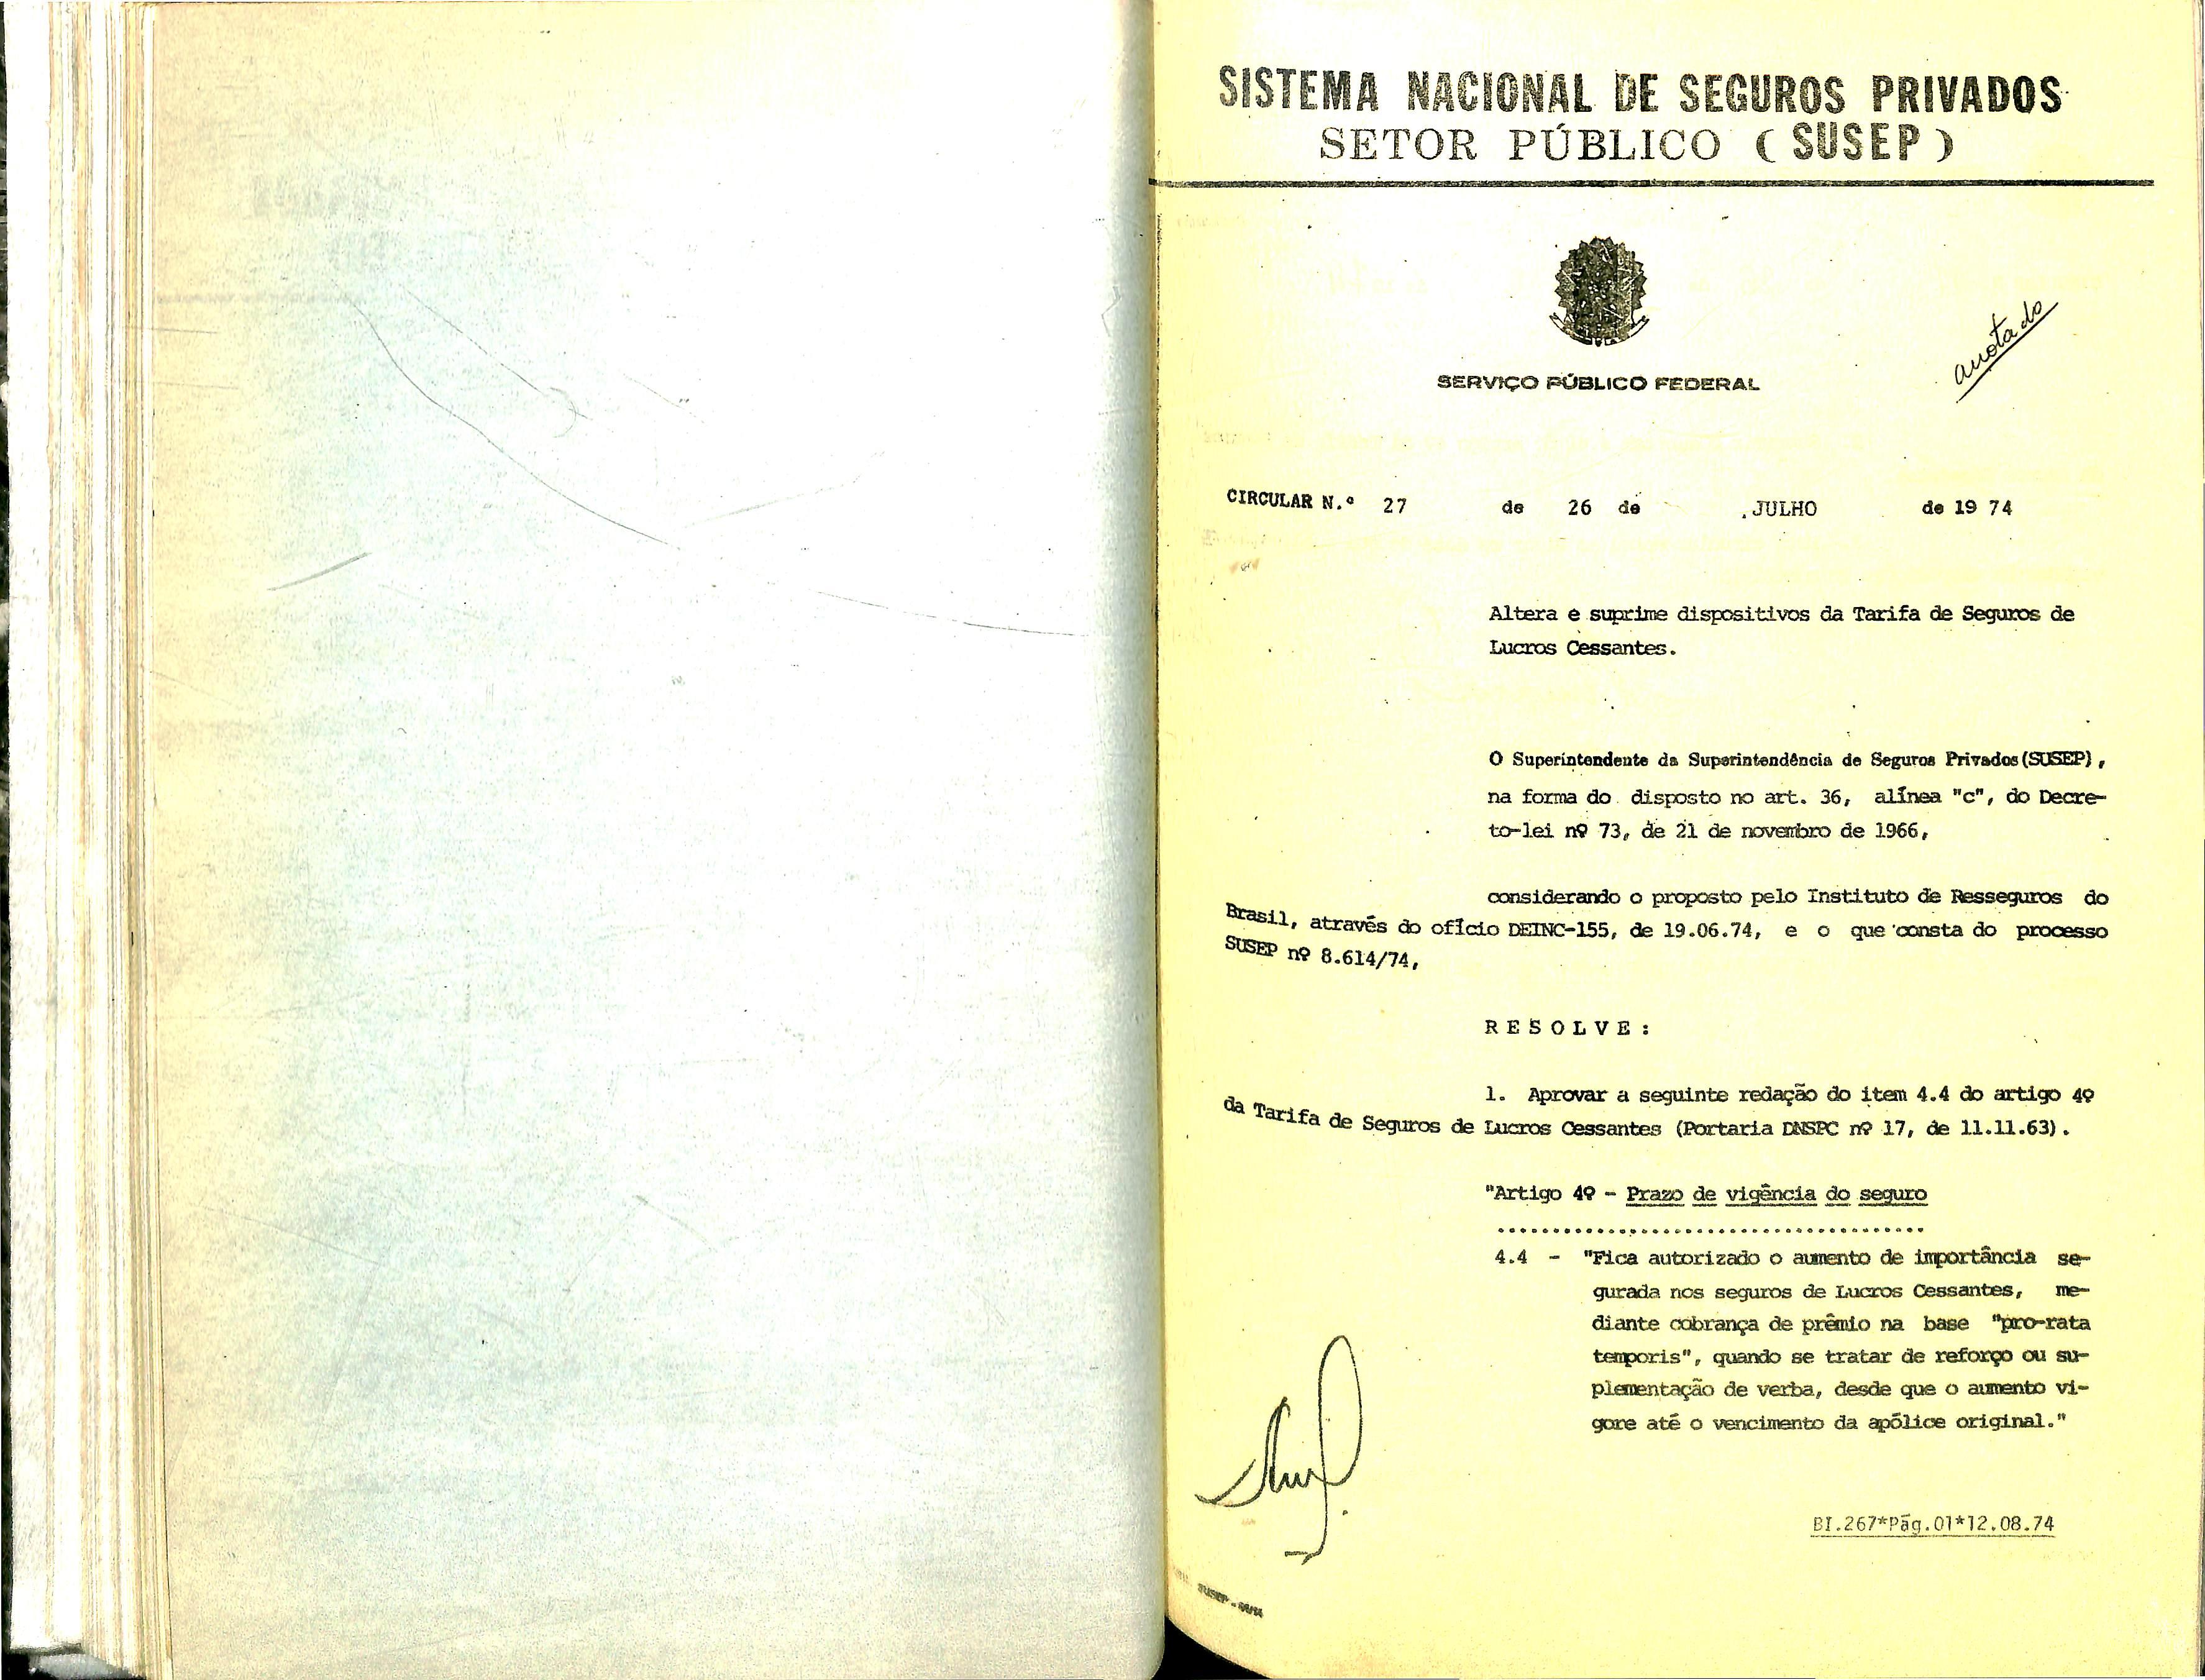 SISTEMA NACIONAL DE SEGUROS PRIVADOS
SETOR PÚBLICO ( SUSEP )
SERVIÇO PÚBLICO FEDERAL
anotado
CIRCULAR N.º 27 de 26 de JULHO de 19 74
Altera e suprime dispositivos da Tarifa de Seguros de
Lucros Cessantes.
O Superintendente da Superintendência de Seguros Privados (SUSEP),
na forma do disposto no art. 36, alínea "c", do Decre-
to-lei nº 73, de 21 de novembro de 1966,
considerando o proposto pelo Instituto de Resseguros do
Brasil, através do ofício DEINC-155, de 19.06.74, e o que consta do processo
SUSEP nº 8.614/74,
R E S O L V E :
1. Aprovar a seguinte redação do item 4.4 do artigo 4º
da Tarifa de Seguros de Lucros Cessantes (Portaria DNSPC nº 17, de 11.11.63).
"Artigo 4º - Prazo de vigência do seguro
..........................................
4.4 - "Fica autorizado o aumento de importância se-
gurada nos seguros de Lucros Cessantes, me-
diante cobrança de prêmio na base "pro-rata
temporis", quando se tratar de reforço ou su-
plementação de verba, desde que o aumento vi-
gore até o vencimento da apólice original."
BI.267*Pág.01*12.08.74
SUSEP